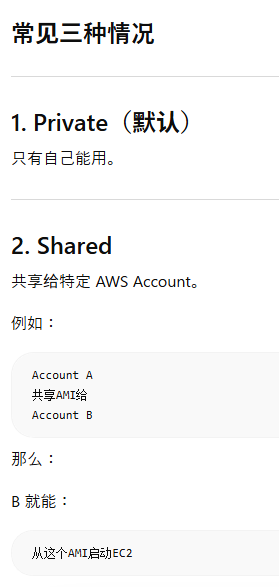 常见三种情况
1. Private（默认）
只有自己能用。
2. Shared
共享给特定 AWS Account。
例如：
Account A
共享AMI给
Account B
那么：
B 就能：
从这个AMI启动EC2